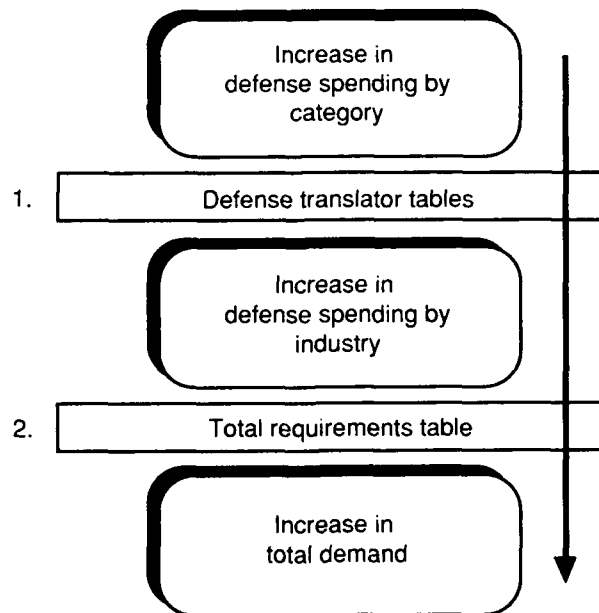 Increase in
defense spending by
category
1. Defense translator tables
Increase in
defense spending by
industry
2. Total requirements table
Increase in
total demand